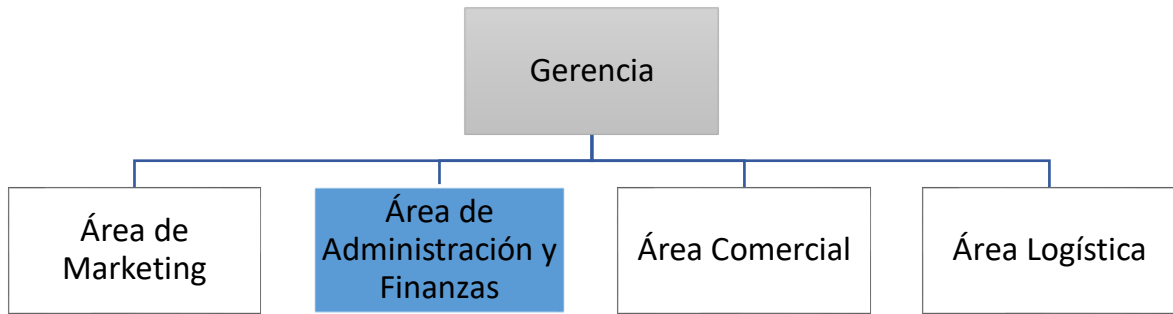 Gerencia
Área de
Marketing
Área de
Administración y
Finanzas
Área Comercial
Área Logística